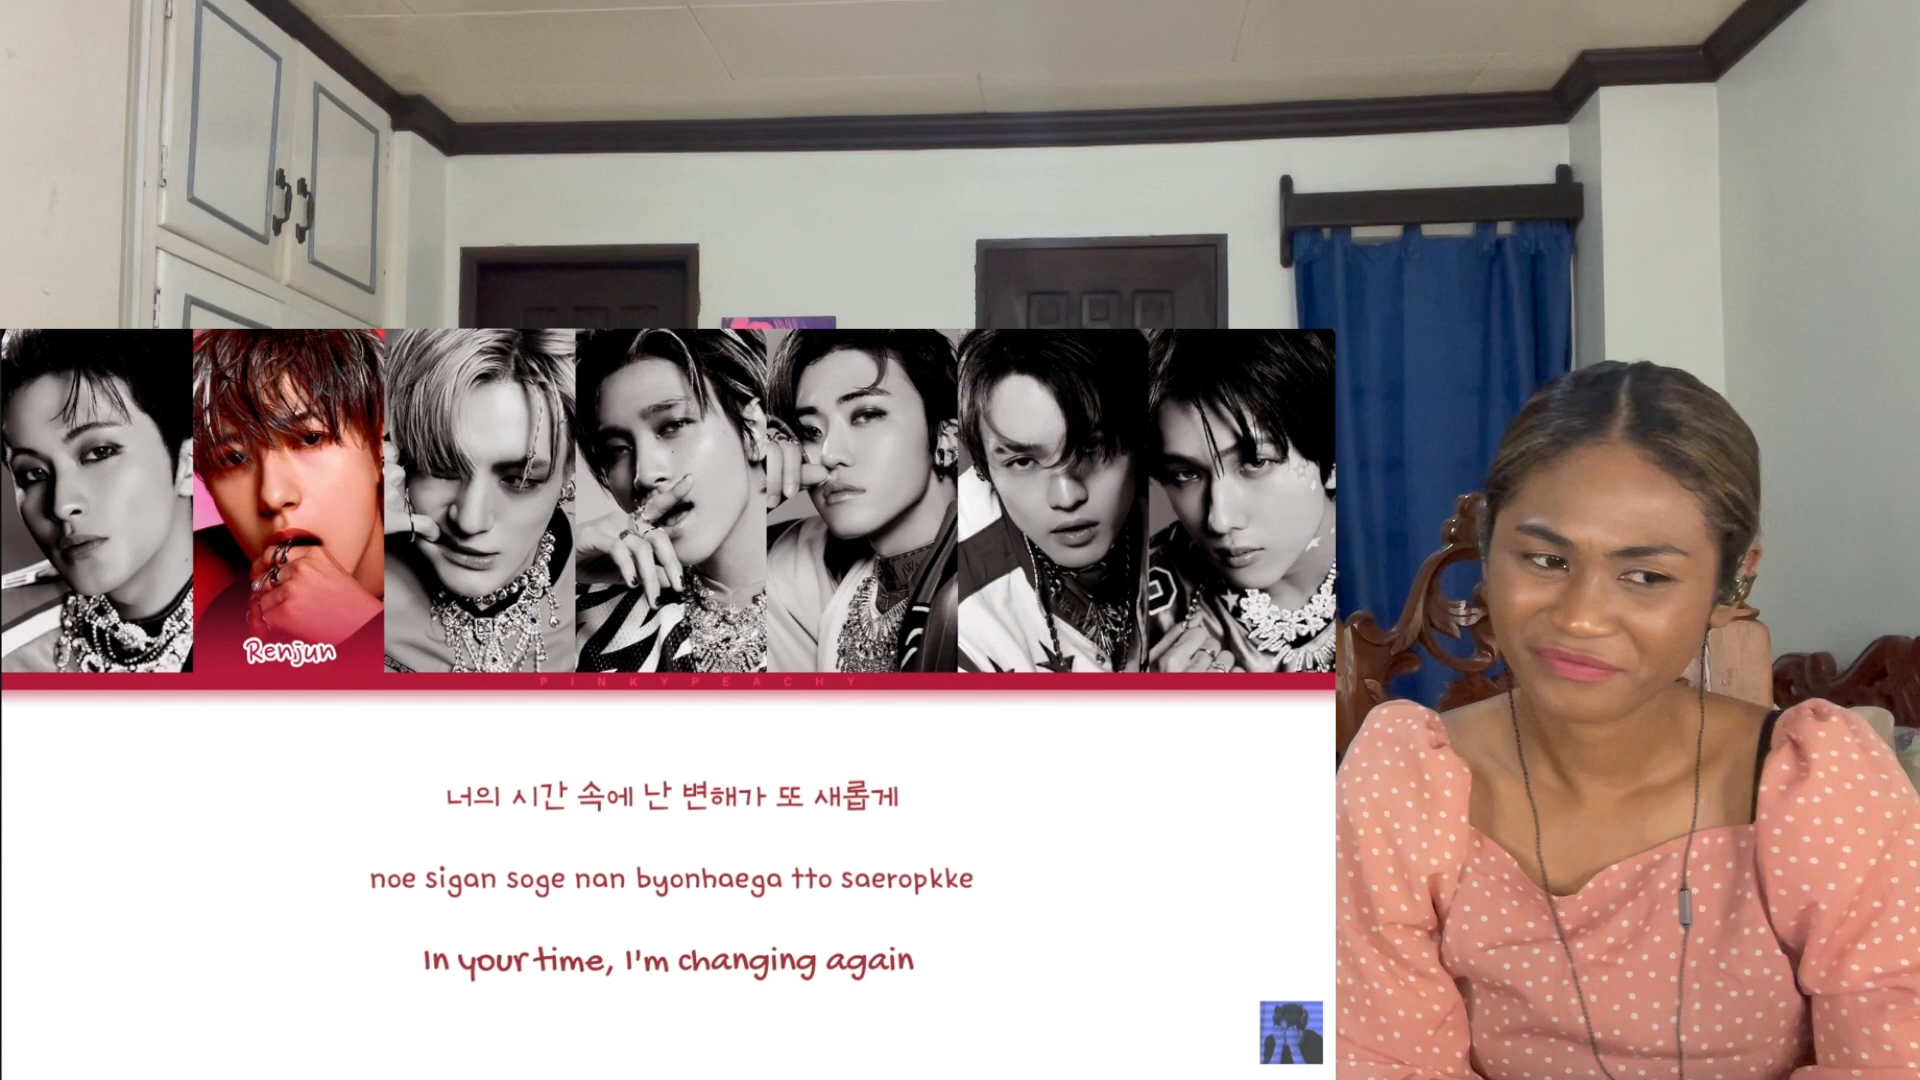 Renjun
PINKYPEACHY
너의 시간 속에 난 변해가 또 새롭게
noe sigan soge nan byonhaega tto saeropkke
In your time, I'm changing again